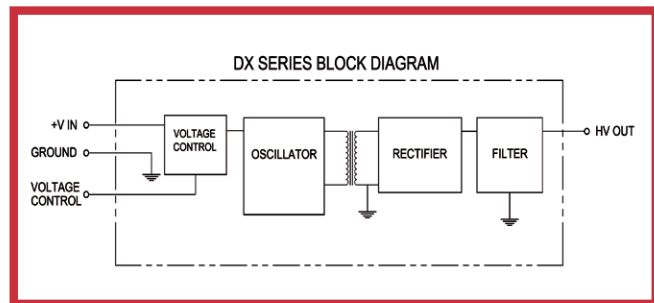 DX SERIES BLOCK DIAGRAM
+V IN
GROUND
VOLTAGE
CONTROL
VOLTAGE
CONTROL
OSCILLATOR
RECTIFIER
FILTER
HV OUT